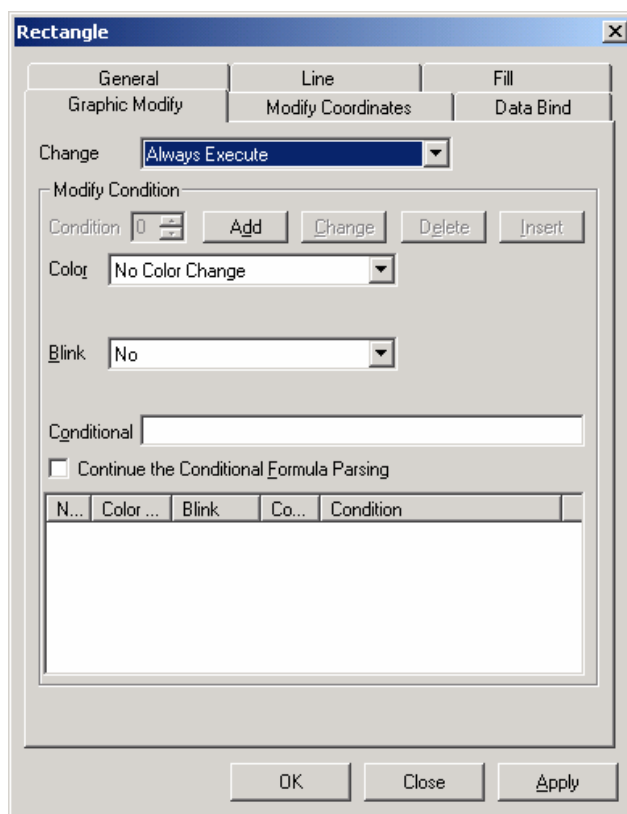 Rectangle
General Line Fill
Graphic Modify Modify Coordinates Data Bind
Change Always Execute
Modify Condition
Condition 0 Add Change Delete Insert
Color No Color Change
Blink No
Conditional
Continue the Conditional Formula Parsing
N... Color ... Blink Co... Condition
OK Close Apply